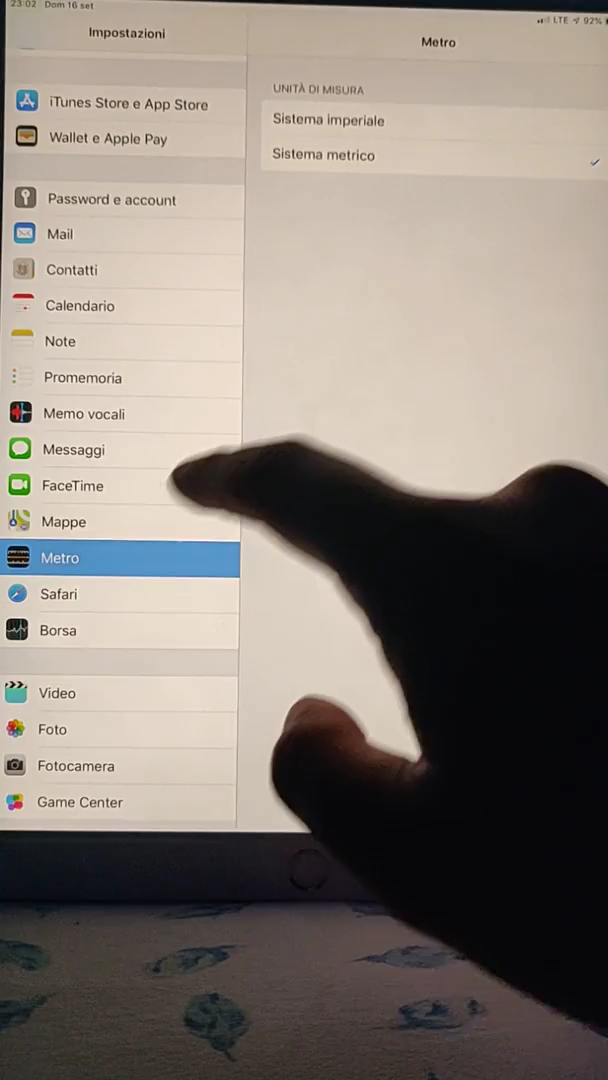 23:02 Dom 16 set
LTE 92%
Impostazioni
Metro
iTunes Store e App Store
Wallet e Apple Pay
Password e account
Mail
Contatti
Calendario
Note
Promemoria
Memo vocali
Messaggi
FaceTime
Mappe
Metro
Safari
Borsa
Video
Foto
Fotocamera
Game Center
UNITÀ DI MISURA
Sistema imperiale
Sistema metrico